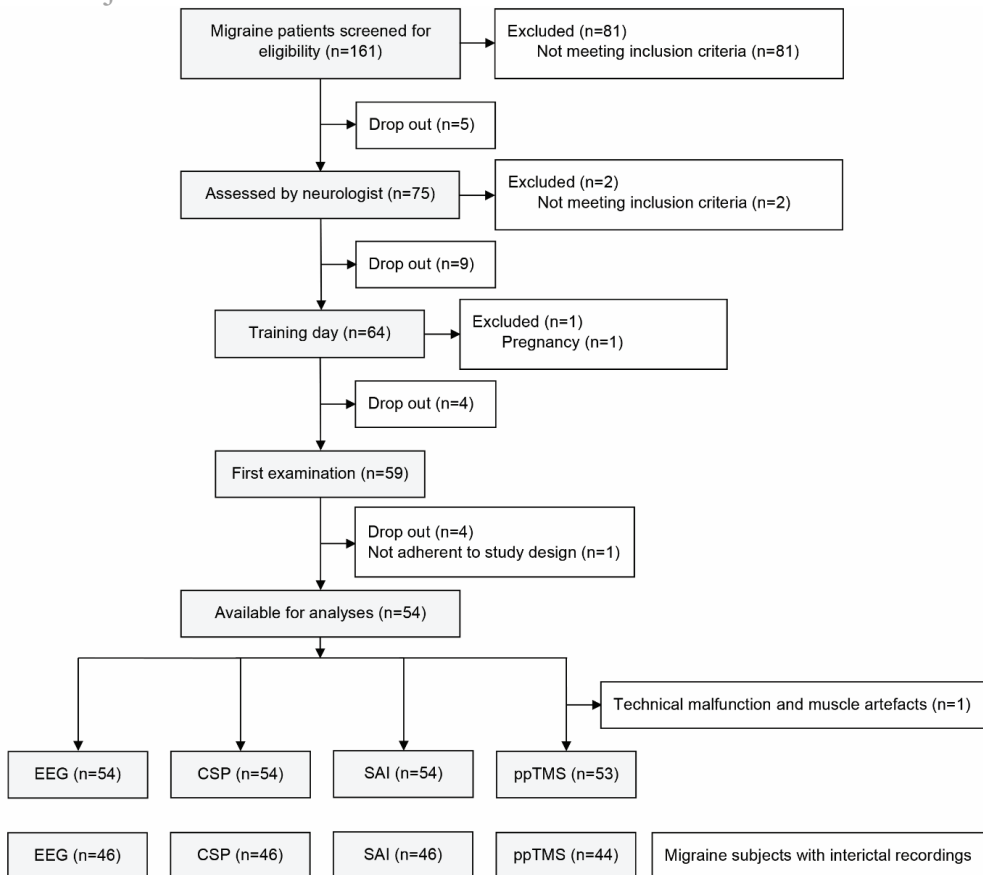 Migraine patients screened for
eligibility (n=161)
Excluded (n=81)
Not meeting inclusion criteria (n=81)
Drop out (n=5)
Assessed by neurologist (n=75)
Excluded (n=2)
Not meeting inclusion criteria (n=2)
Drop out (n=9)
Training day (n=64)
Excluded (n=1)
Pregnancy (n=1)
Drop out (n=4)
First examination (n=59)
Drop out (n=4)
Not adherent to study design (n=1)
Available for analyses (n=54)
Technical malfunction and muscle artefacts (n=1)
EEG (n=54)
CSP (n=54)
SAI (n=54)
ppTMS (n=53)
EEG (n=46)
CSP (n=46)
SAI (n=46)
ppTMS (n=44)
Migraine subjects with interictal recordings